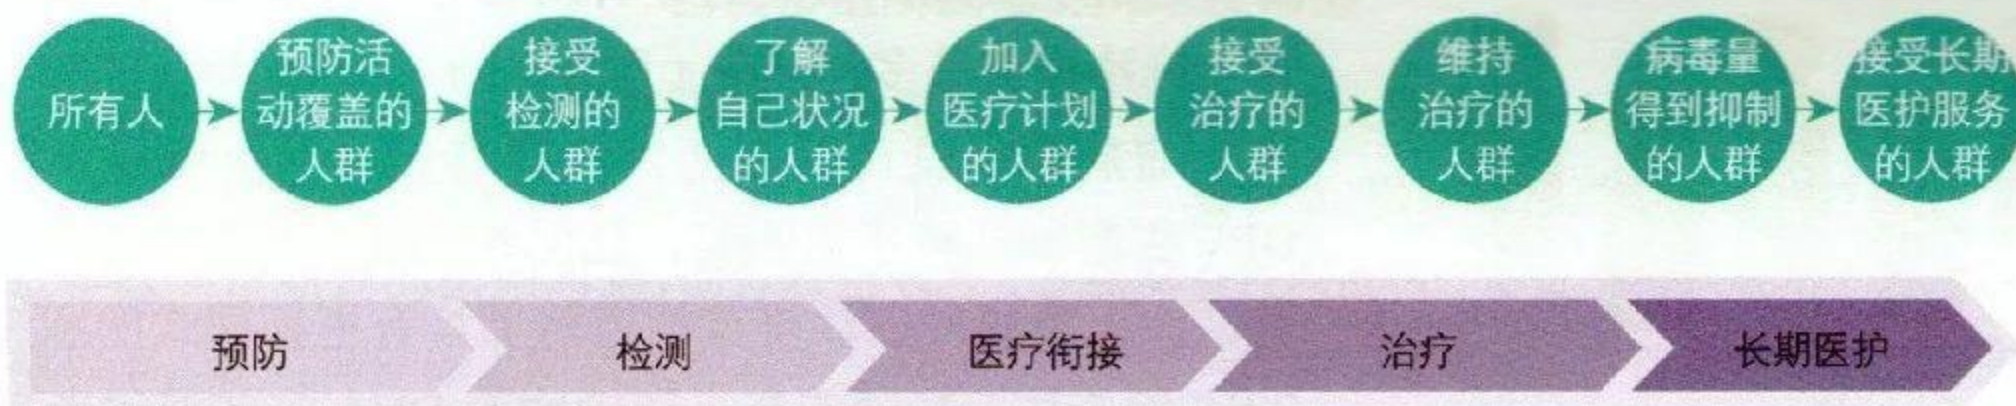 所有人
预防活
动覆盖的
人群
接受
检测的
人群
了解
自己状况
的人群
加入
医疗计划
的人群
接受
治疗的
人群
维持
治疗的
人群
病毒量
得到抑制
的人群
接受长期
医护服务
的人群
预防
检测
医疗衔接
治疗
长期医护